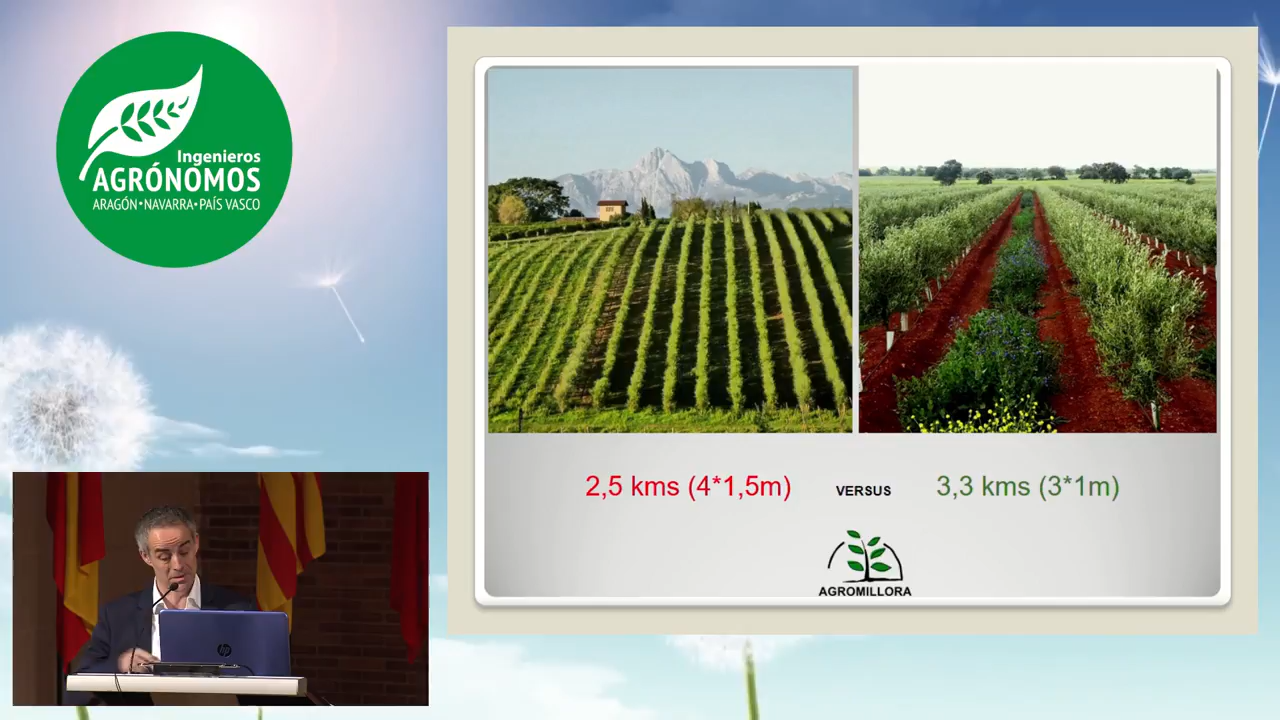 Ingenieros
AGRÓNOMOS
ARAGÓN•NAVARRA•PAÍS VASCO
2,5 kms (4*1,5m)
VERSUS
3,3 kms (3*1m)
AGROMILLORA
hp